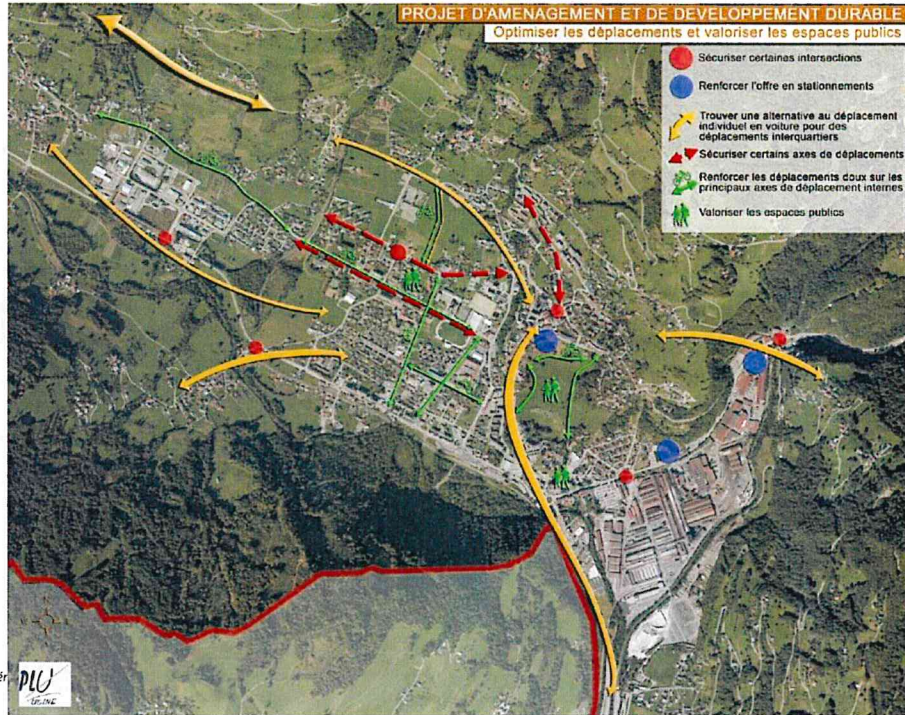 PROJET D'AMENAGEMENT ET DE DEVELOPPEMENT DURABLE
Optimiser les déplacements et valoriser les espaces publics
Sécuriser certaines intersections
Renforcer l'offre en stationnements
Trouver une alternative au déplacement
individuel en voiture pour des
déplacements interquartiers
Sécuriser certains axes de déplacements
Renforcer les déplacements doux sur les
principaux axes de déplacement internes
Valoriser les espaces publics
PLU